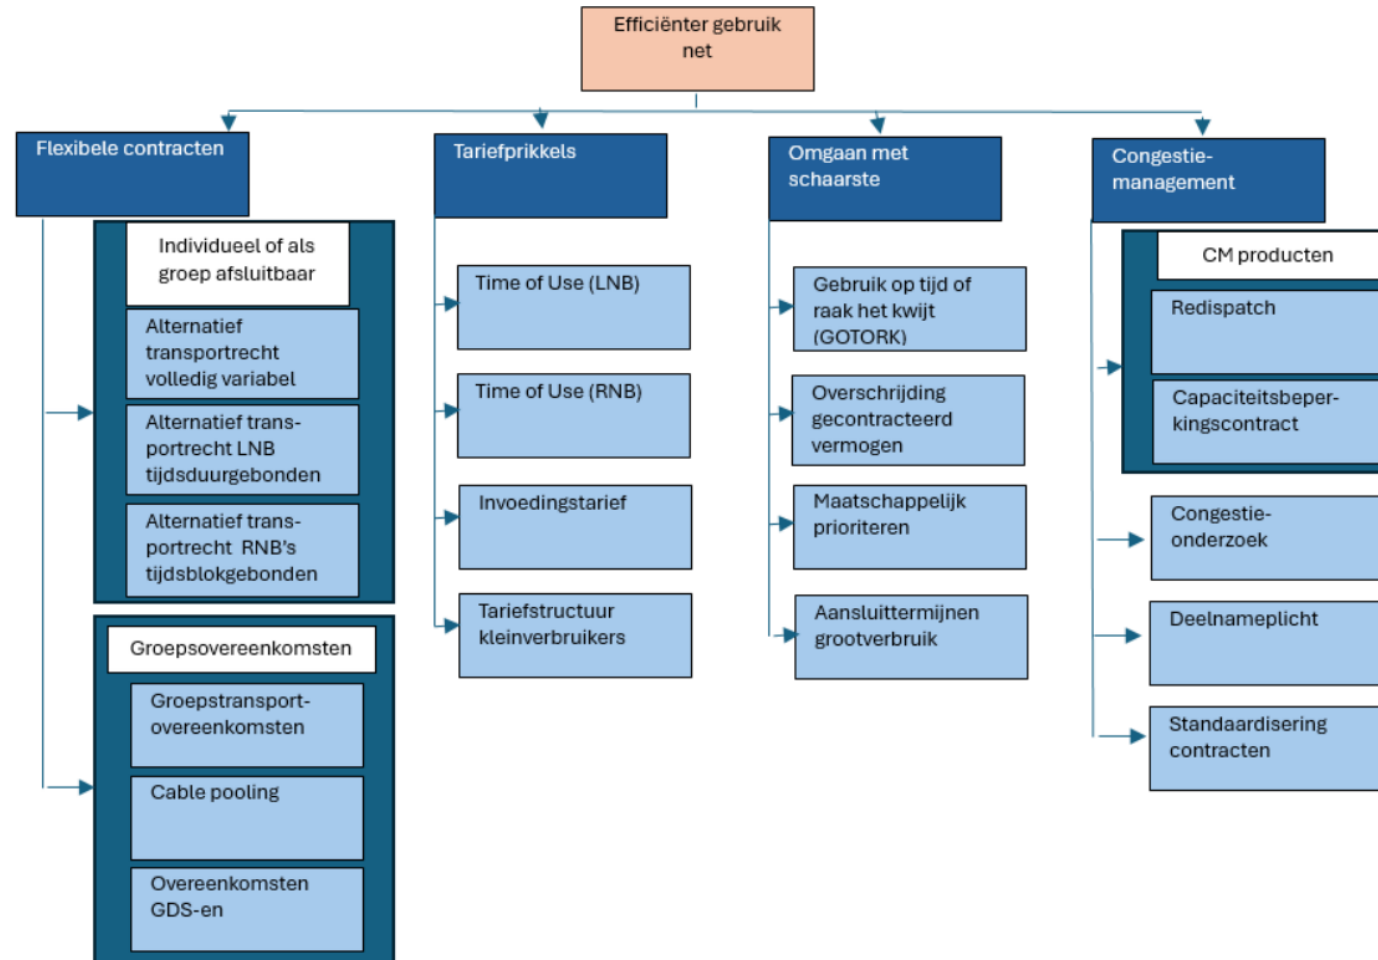 Efficiënter gebruik
net
Flexibele contracten
Individueel of als
groep afsluitbaar
Alternatief
transportrecht
volledig variabel
Alternatief trans-
portrecht LNB
tijdsduurgebonden
Alternatief trans-
portrecht RNB's
tijdsblokgebonden
Groepsovereenkomsten
Groepstransport-
overeenkomsten
Cable pooling
Overeenkomsten
GDS-en
Tariefprikkels
Time of Use (LNB)
Time of Use (RNB)
Invoedingstarief
Tariefstructuur
kleinverbruikers
Omgaan met
schaarste
Gebruik op tijd of
raak het kwijt
(GOTORK)
Overschrijding
gecontracteerd
vermogen
Maatschappelijk
prioriteren
Aansluittermijnen
grootverbruik
Congestie-
management
CM producten
Redispatch
Capaciteitsbeper-
kingscontract
Congestie-
onderzoek
Deelnameplicht
Standaardisering
contracten